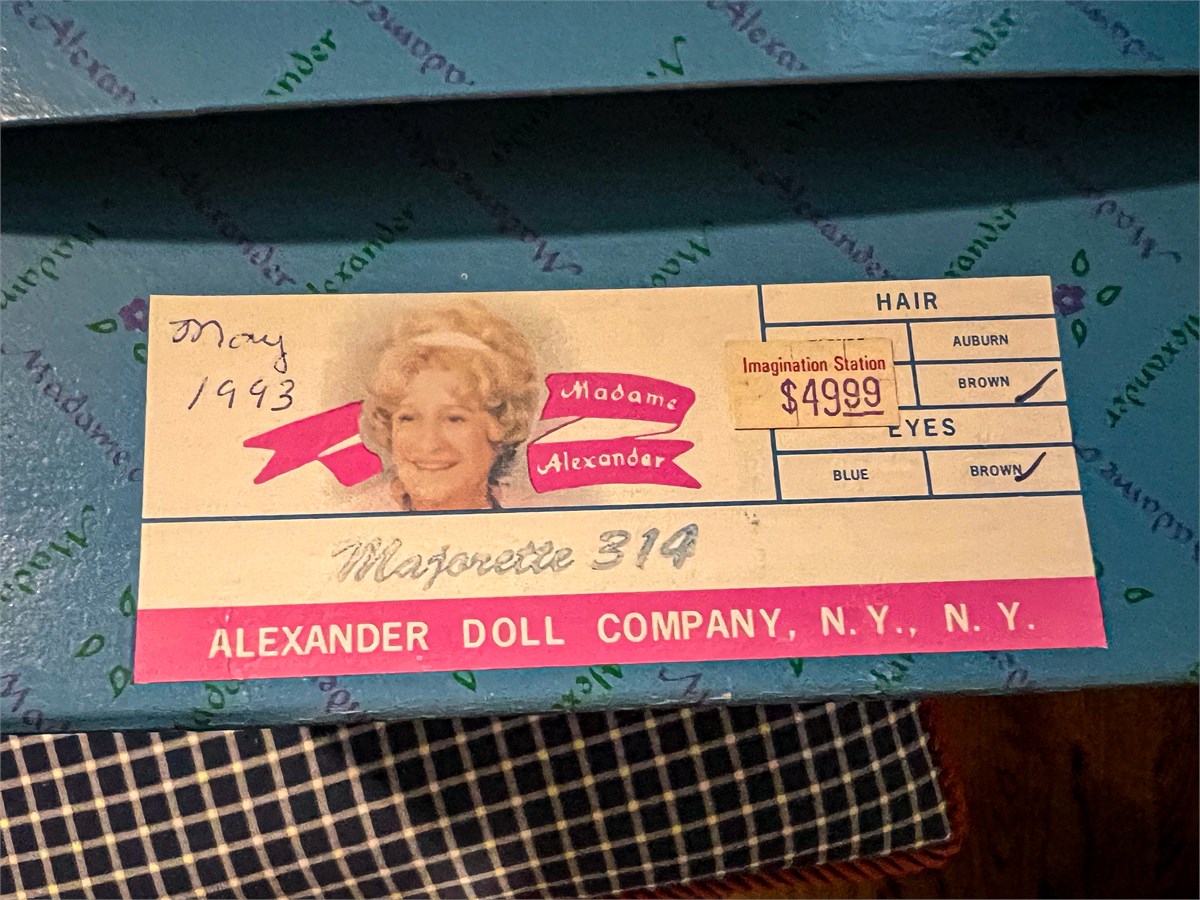 May
1993
Madame
Alexander
HAIR
AUBURN
BROWN
Imagination Station
$49.99
EYES
BLUE
BROWN
Majorette 314
ALEXANDER DOLL COMPANY, N.Y., N.Y.